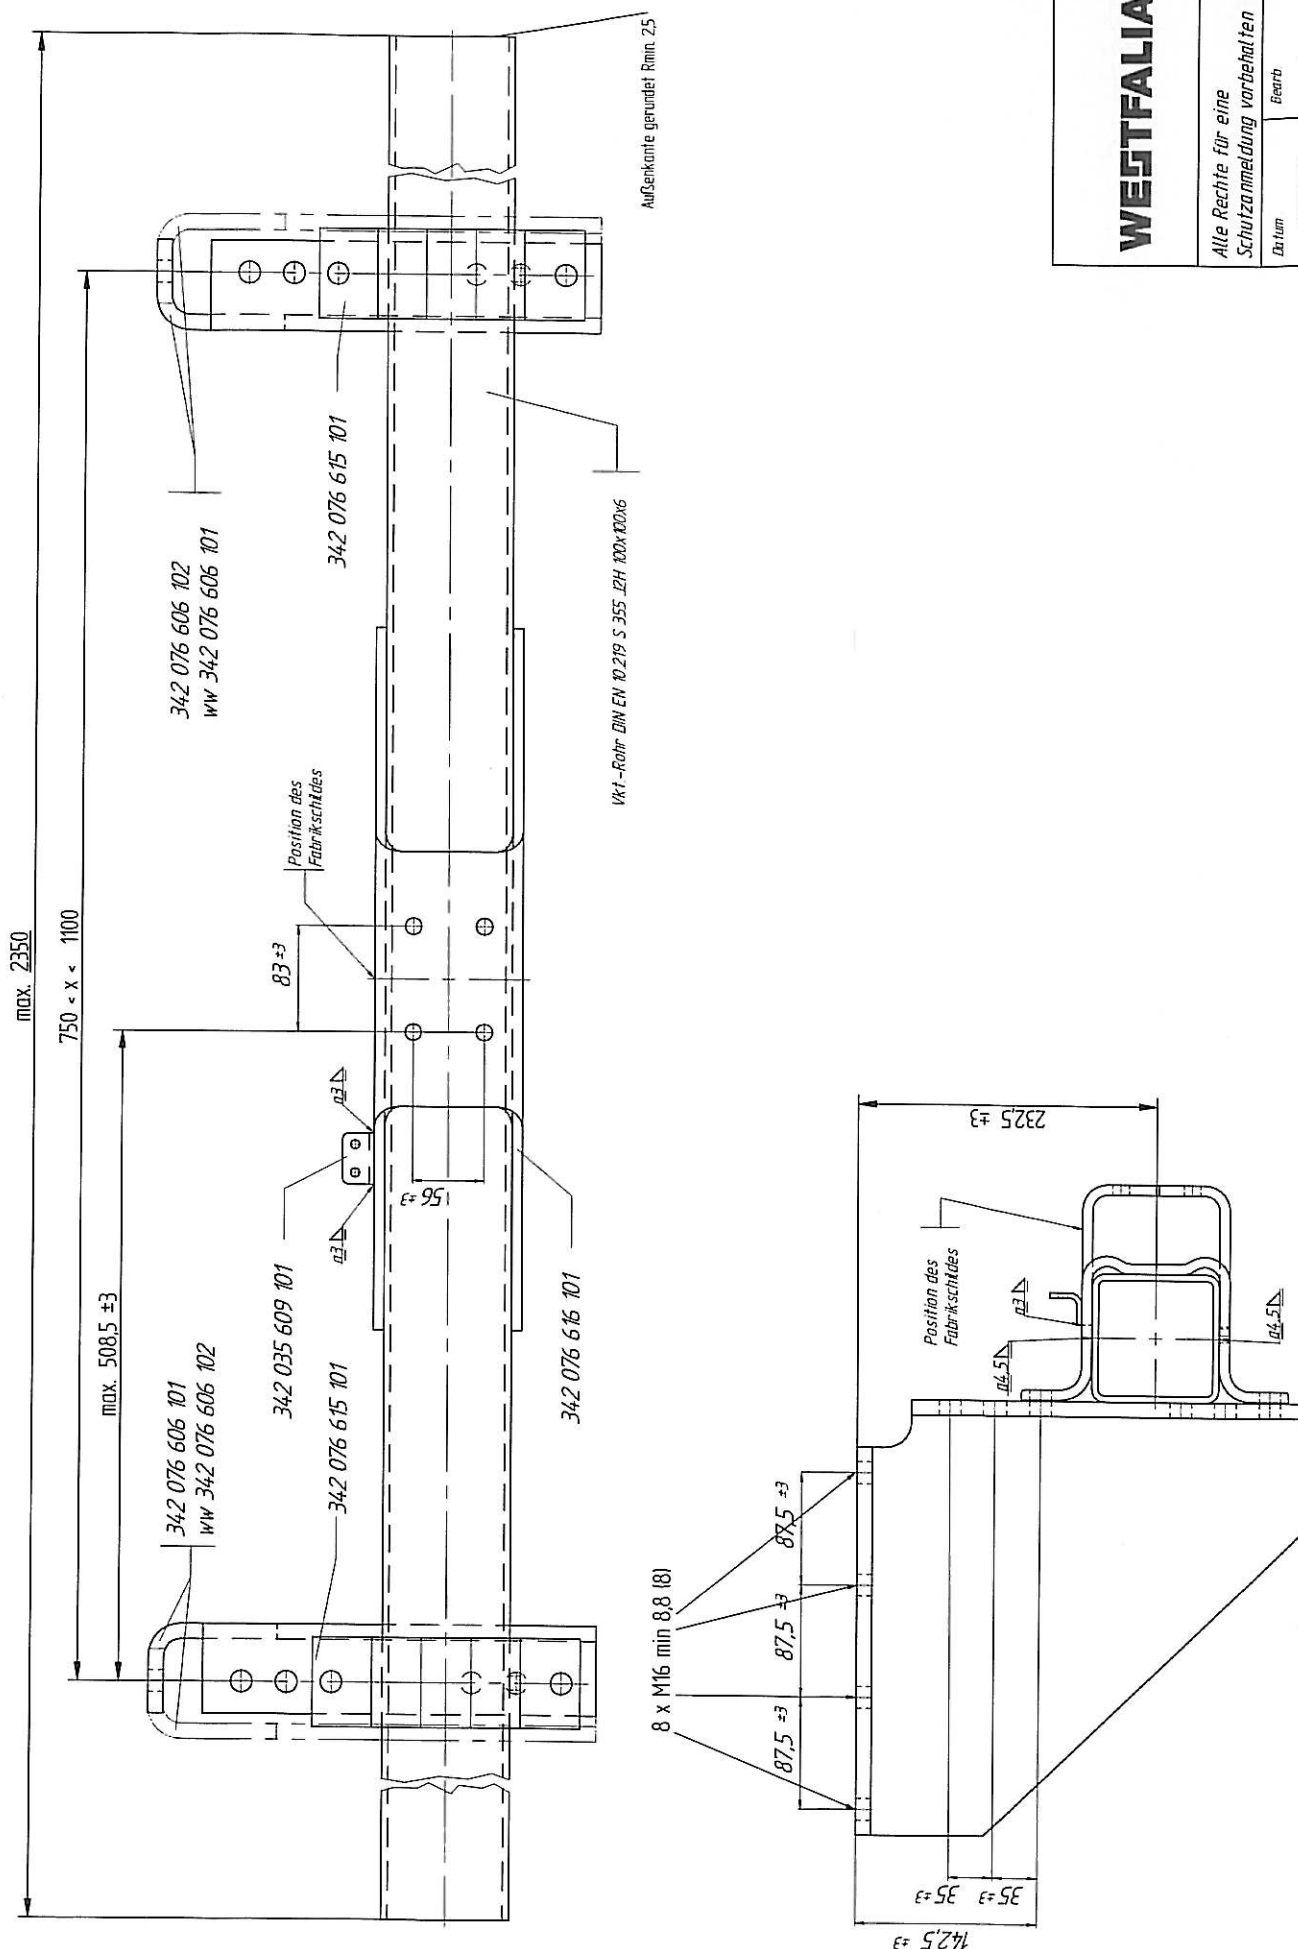 max. 2350
750 < x < 1100
max. 508,5 ±3
342 076 606 101
ww 342 076 606 102
342 076 615 101
342 035 609 101
a3
a3
56 ±3
342 076 616 101
83 ±3
Position des
Fabrikschildes
342 076 606 102
ww 342 076 606 101
342 076 615 101
Vkt.-Rohr DIN EN 10219 S 355 J2H 100x100x6
Außenkante gerundet Rmin 2,5
8 x M16 min 8,8 (8)
87,5 ±3
87,5 ±3
87,5 ±3
142,5 ±3
35 ±3
35 ±3
a4,5
a3
Position des
Fabrikschildes
232,5 ±3
a4,5
WESTFALIA
Alle Rechte für eine
Schutzanmeldung vorbehalten
Datum
Bearb